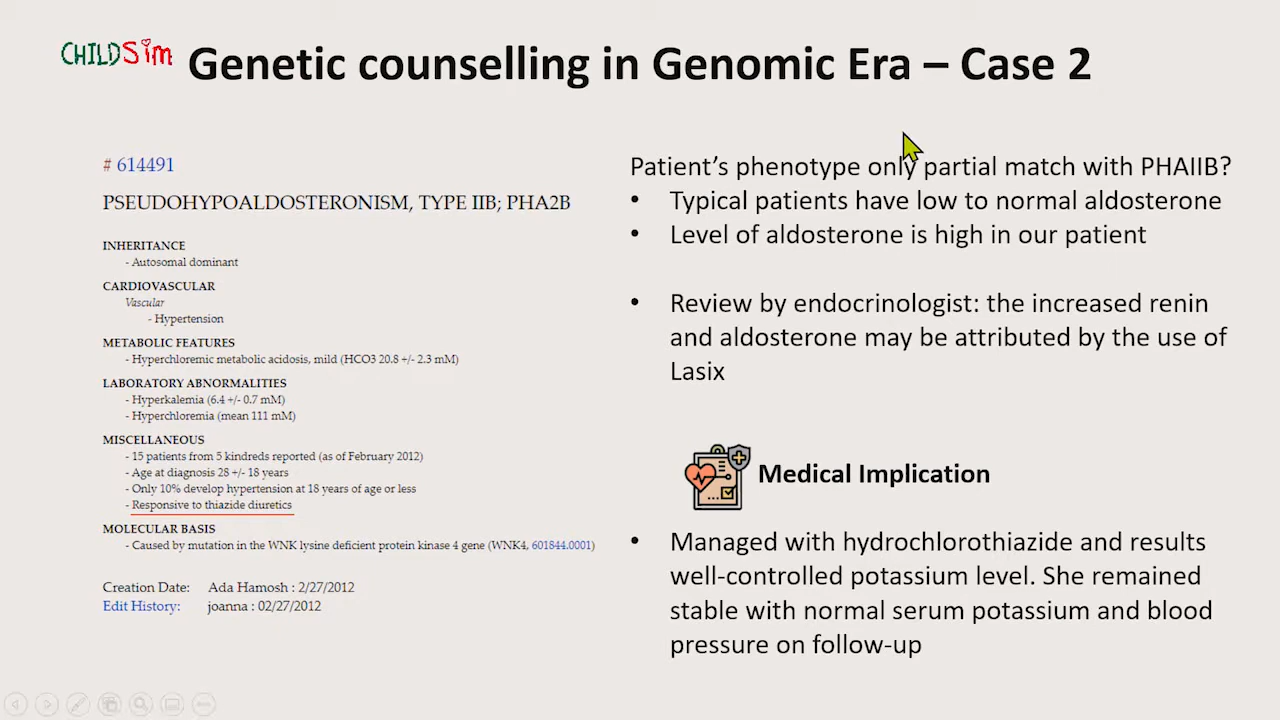 CHILDSim
Genetic counselling in Genomic Era – Case 2
# 614491
PSEUDOHYPOALDOSTERONISM, TYPE IIB; PHA2B
INHERITANCE
- Autosomal dominant
CARDIOVASCULAR
Vascular
- Hypertension
METABOLIC FEATURES
- Hyperchloremic metabolic acidosis, mild (HCO3 20.8 +/- 2.3 mM)
LABORATORY ABNORMALITIES
- Hyperkalemia (6.4 +/- 0.7 mM)
- Hyperchloremia (mean 111 mM)
MISCELLANEOUS
- 15 patients from 5 kindreds reported (as of February 2012)
- Age at diagnosis 28 +/- 18 years
- Only 10% develop hypertension at 18 years of age or less
- Responsive to thiazide diuretics
MOLECULAR BASIS
- Caused by mutation in the WNK lysine deficient protein kinase 4 gene (WNK4, 601844.0001)
Creation Date: Ada Hamosh : 2/27/2012
Edit History: joanna : 02/27/2012
Patient's phenotype only partial match with PHAIIB?
• Typical patients have low to normal aldosterone
• Level of aldosterone is high in our patient
• Review by endocrinologist: the increased renin
and aldosterone may be attributed by the use of
Lasix
Medical Implication
• Managed with hydrochlorothiazide and results
well-controlled potassium level. She remained
stable with normal serum potassium and blood
pressure on follow-up